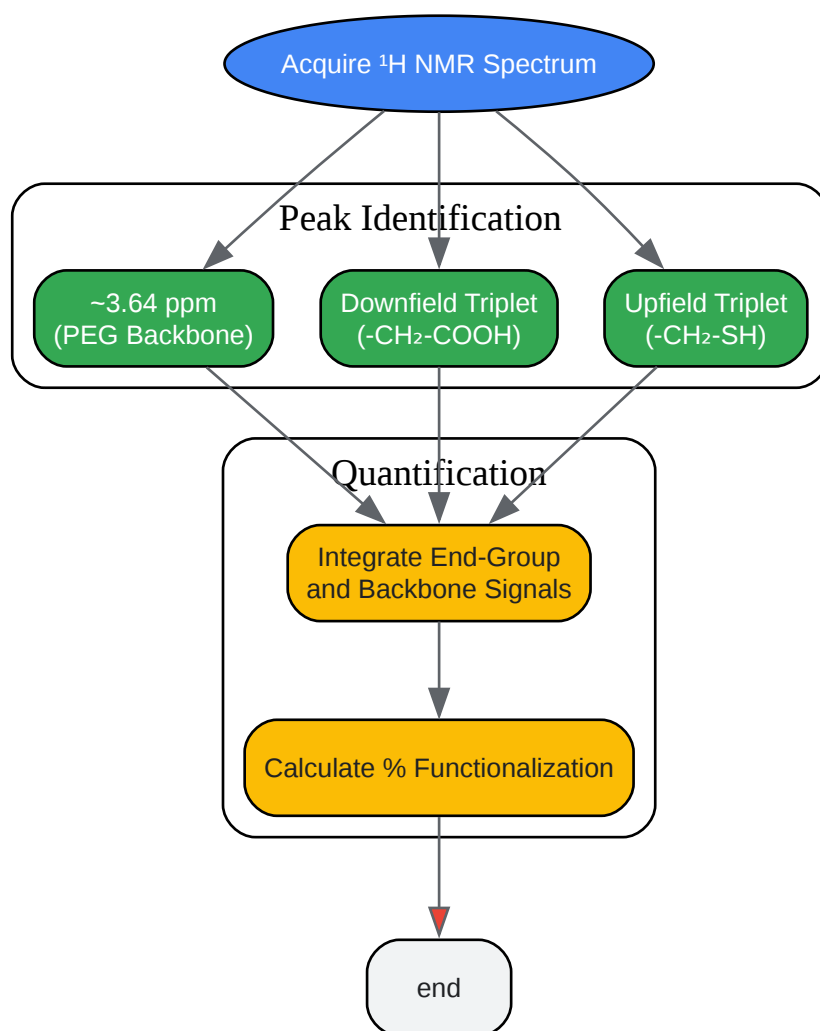 Acquire ¹H NMR Spectrum
Peak Identification
~3.64 ppm
(PEG Backbone)
Downfield Triplet
(-CH₂-COOH)
Upfield Triplet
(-CH₂-SH)
Quantification
Integrate End-Group
and Backbone Signals
Calculate % Functionalization
end